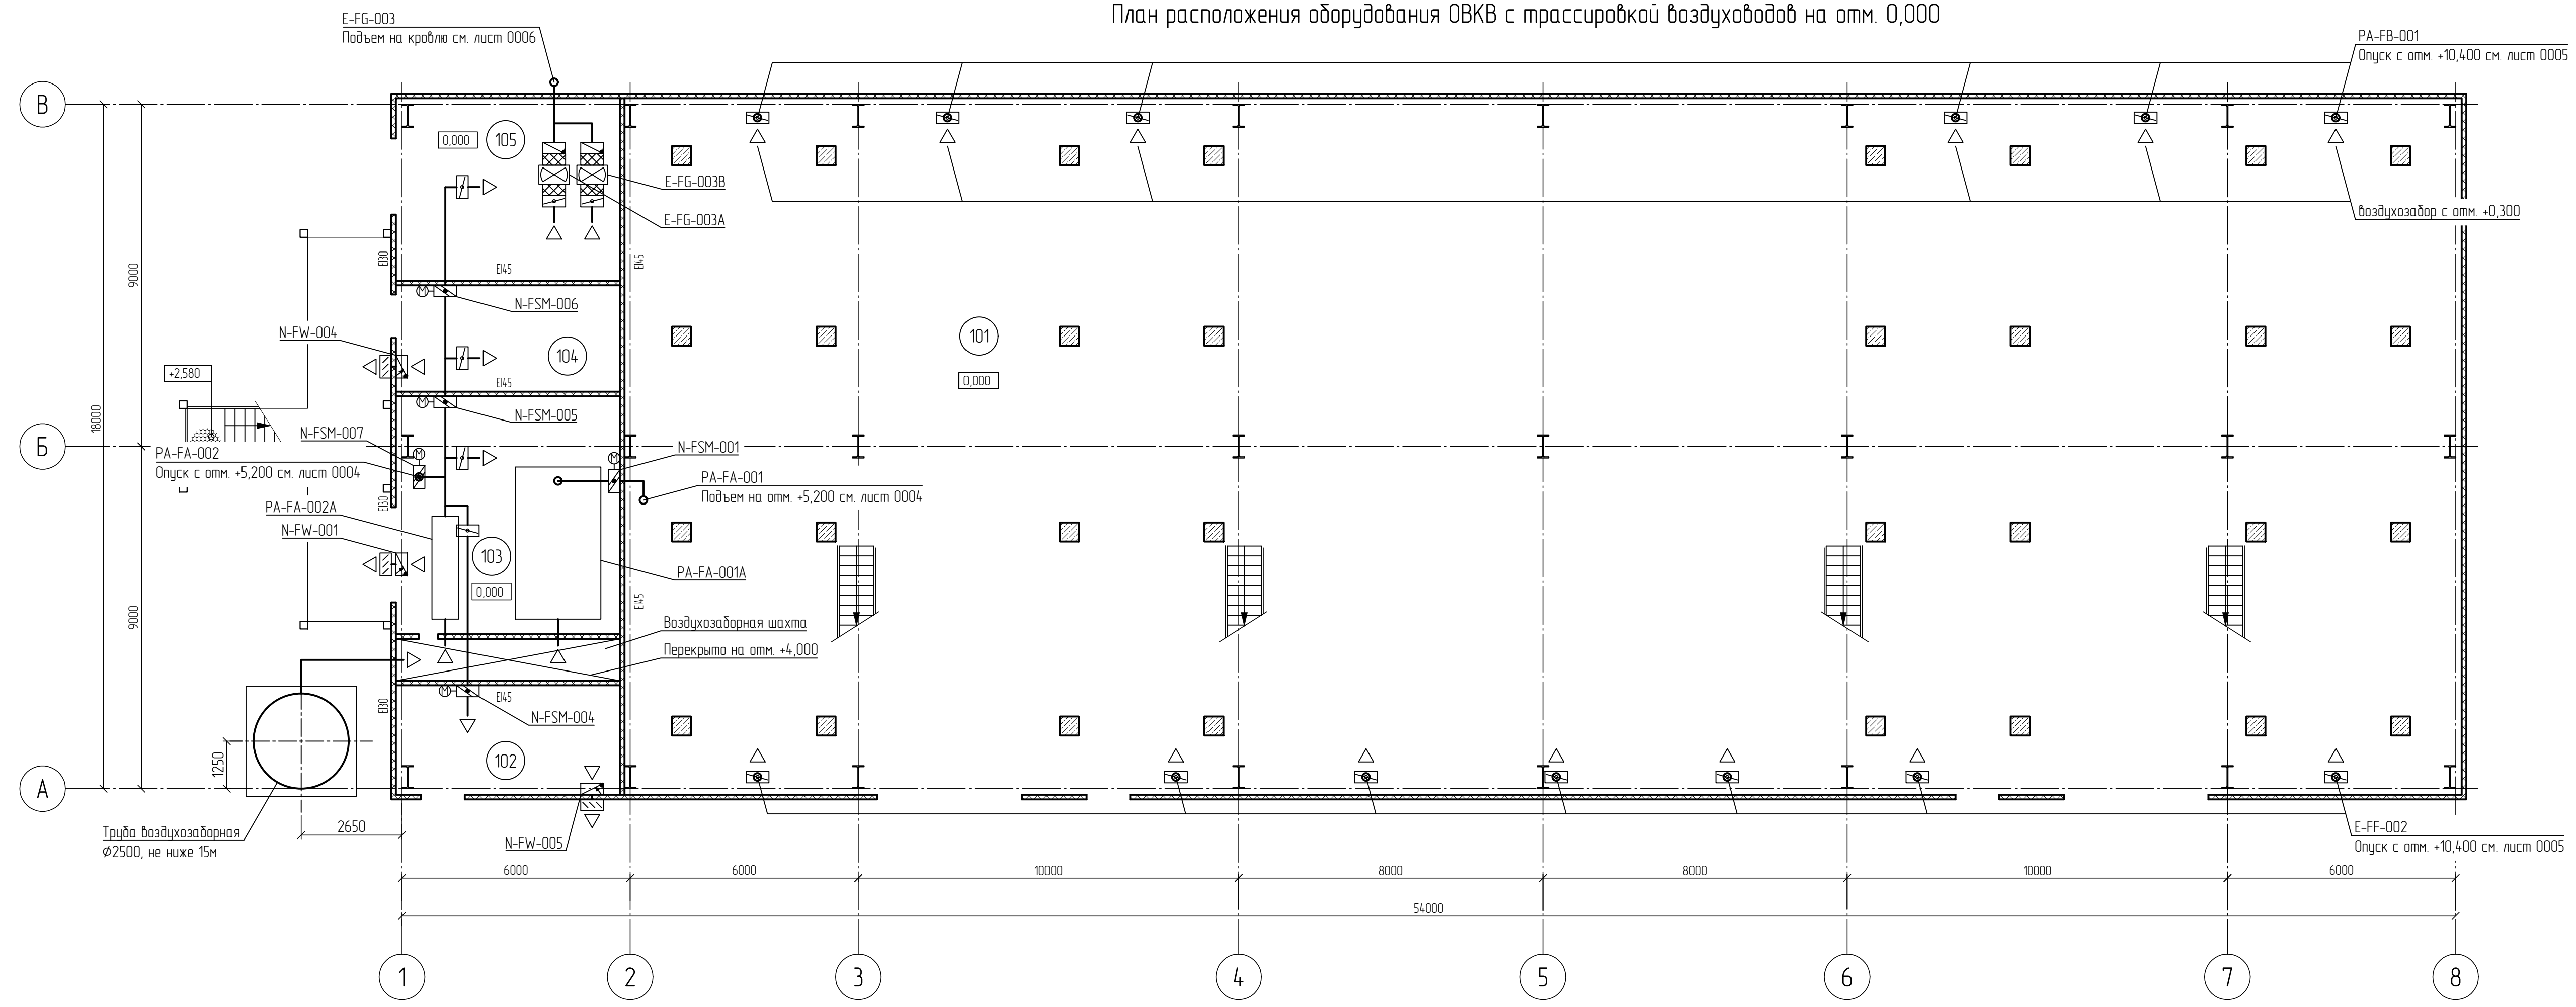 План расположения оборудования ОВКВ с трассировкой воздуховодов на отм. 0,000
E-FG-003
Подъем на кровлю см. лист 0006
PA-FB-001
Опуск с отм. +10,400 см. лист 0005
В
105
0,000
E-FG-003B
E-FG-003A
воздухозабор с отм. +0,300
9000
EI30
EI45
EI45
M
N-FSM-006
N-FW-004
104
101
0,000
+2,580
EI45
18000
M
N-FSM-005
N-FSM-007
Б
M
M
N-FSM-001
PA-FA-002
Опуск с отм. +5,200 см. лист 0004
PA-FA-001
Подъем на отм. +5,200 см. лист 0004
EI30
PA-FA-002A
N-FW-001
103
0,000
PA-FA-001A
EI45
9000
Воздухозаборная шахта
Перекрыто на отм. +4,000
M
EI45
EI30
N-FSM-004
102
1250
А
Труба воздухозаборная
Ø2500, не ниже 15м
2650
N-FW-005
E-FF-002
Опуск с отм. +10,400 см. лист 0005
6000
6000
10000
8000
8000
10000
6000
54000
1
2
3
4
5
6
7
8